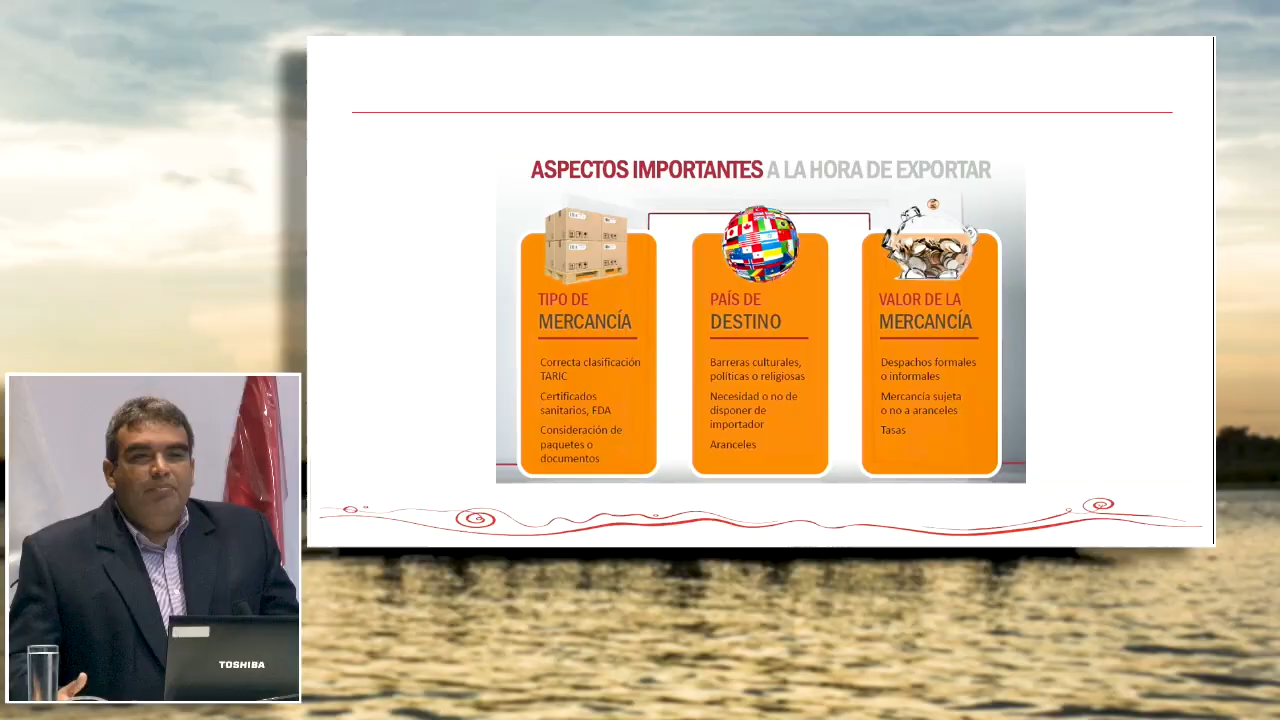 ASPECTOS IMPORTANTES A LA HORA DE EXPORTAR
TIPO DE
MERCANCÍA
Correcta clasificación
TARIC
Certificados
sanitarios, FDA
Consideración de
paquetes o
documentos
PAÍS DE
DESTINO
Barreras culturales,
políticas o religiosas
Necesidad o no de
disponer de
importador
Aranceles
VALOR DE LA
MERCANCÍA
Despachos formales
o informales
Mercancía sujeta
o no a aranceles
Tasas
TOSHIBA